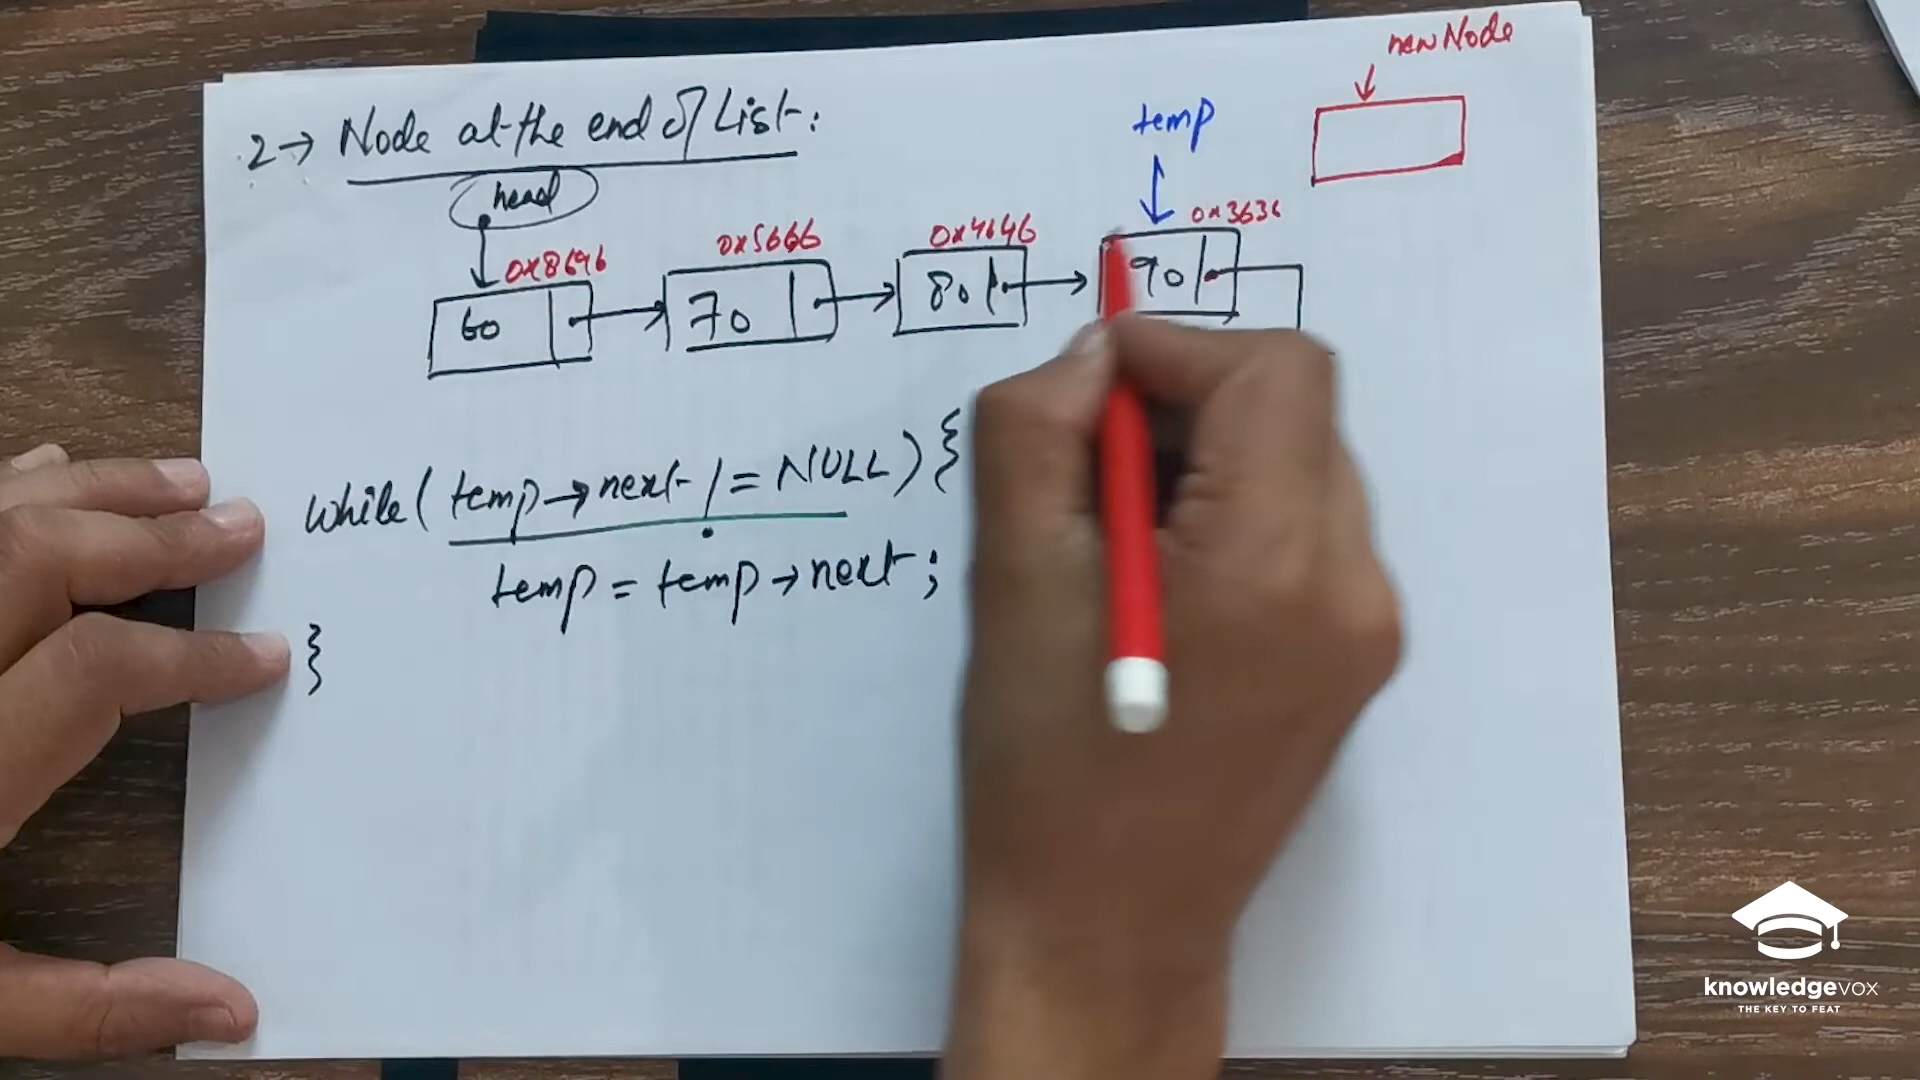 newNode
2→ Node at the end of List:
temp
head
0x8646 0x5666 0x4646 0x3636
60 70 80 90
while( temp→next != NULL) {
temp = temp→next ;
}
knowledgevox
THE KEY TO FEAT